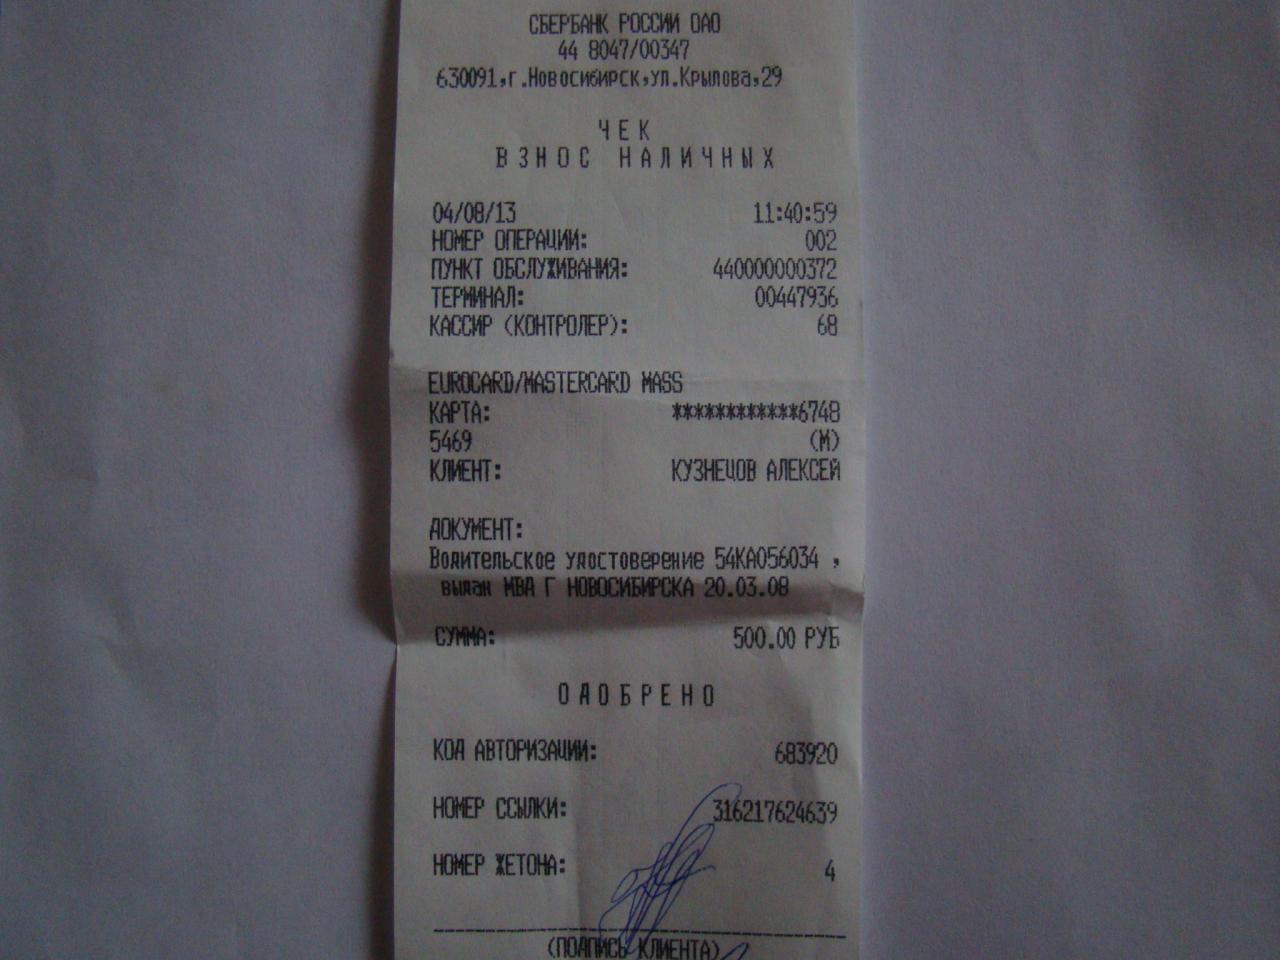 СБЕРБАНК РОССИИ ОАО
44 8047/00347
630091,г.Новосибирск,ул.Крылова,29
ЧЕК
ВЗНОС НАЛИЧНЫХ
04/08/13 11:40:59
НОМЕР ОПЕРАЦИИ: 002
ПУНКТ ОБСЛУЖИВАНИЯ: 440000000372
ТЕРМИНАЛ: 00447936
КАССИР (КОНТРОЛЕР): 68
EUROCARD/MASTERCARD MASS
КАРТА: ************6748
5469 (М)
КЛИЕНТ: КУЗНЕЦОВ АЛЕКСЕЙ
ДОКУМЕНТ:
Водительское удостоверение 54КА056034 ,
выдан МВД Г НОВОСИБИРСКА 20.03.08
СУММА: 500.00 РУБ
ОДОБРЕНО
КОД АВТОРИЗАЦИИ: 683920
НОМЕР ССЫЛКИ: 316217624639
НОМЕР ЖЕТОНА: 4
(ПОДПИСЬ КЛИЕНТА)